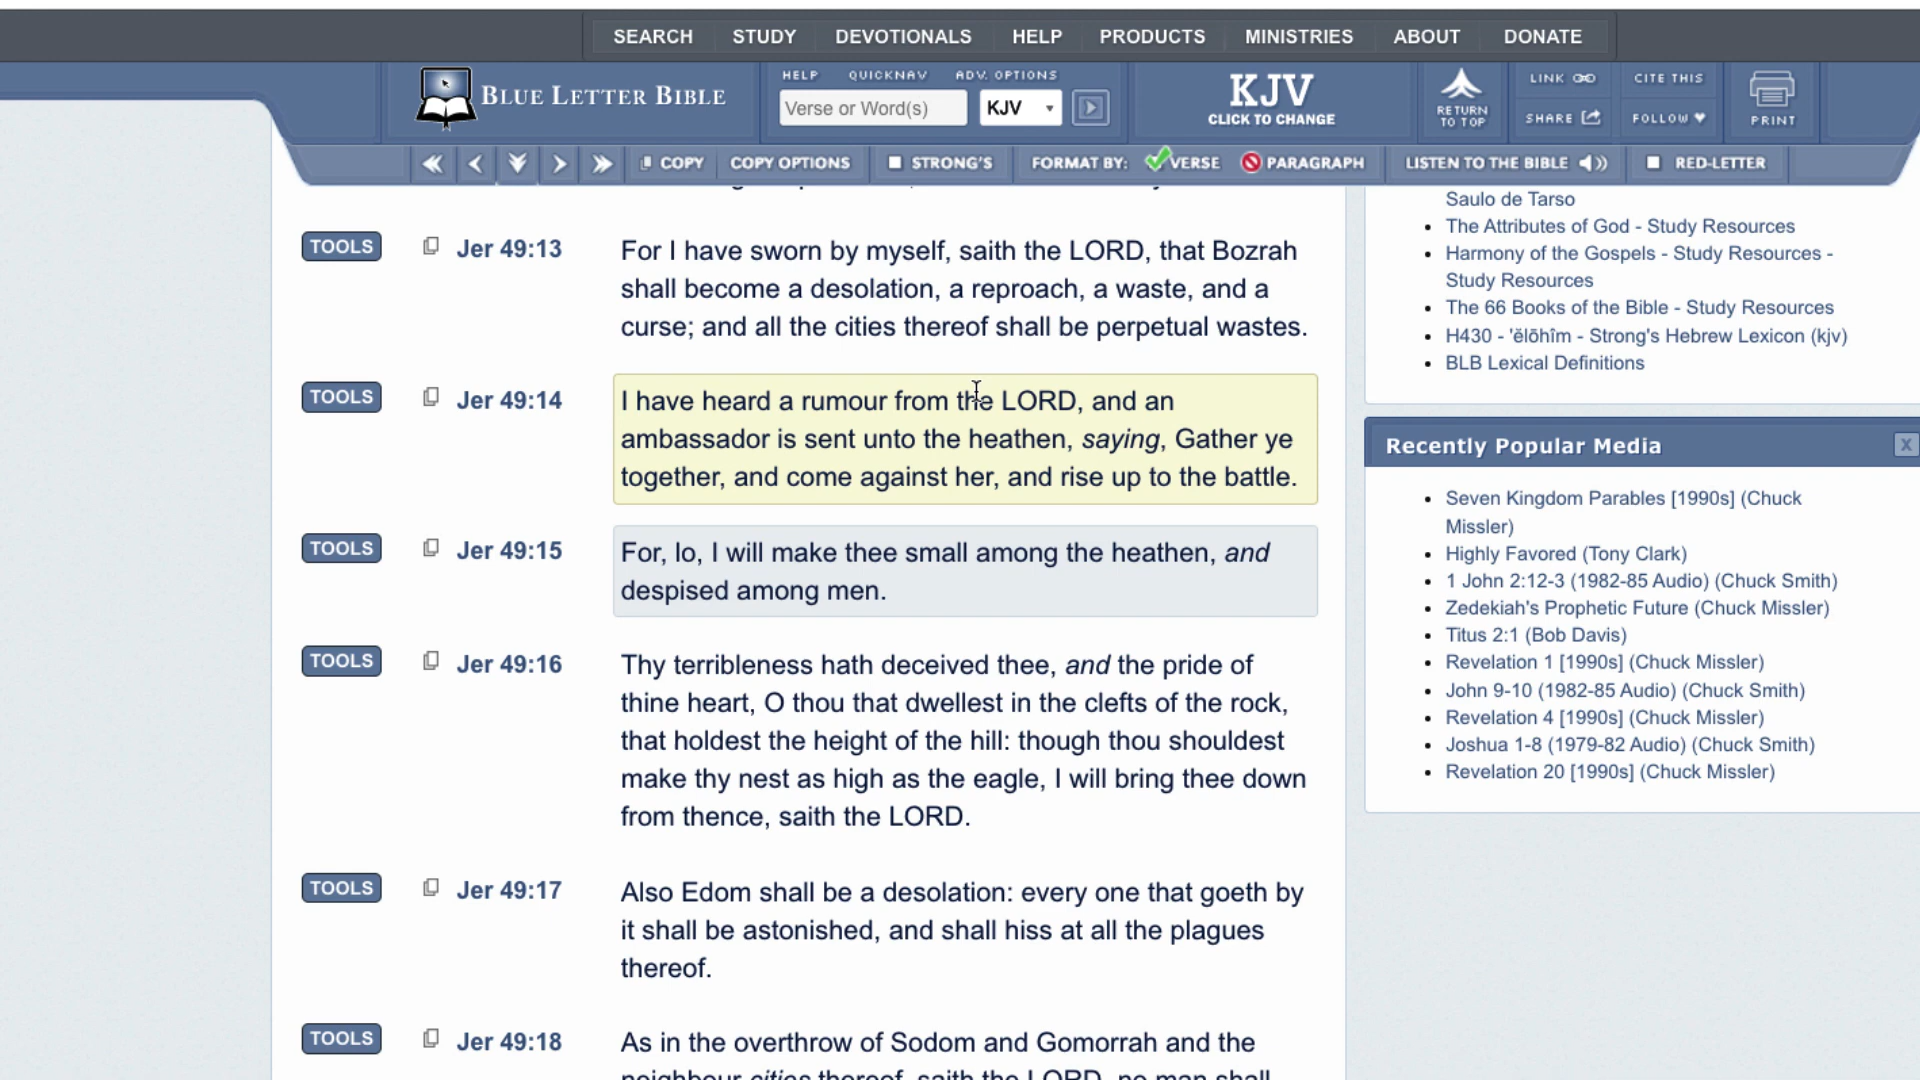 SEARCH STUDY DEVOTIONALS HELP PRODUCTS MINISTRIES ABOUT DONATE
BLUE LETTER BIBLE
HELP QUICKNAV ADV. OPTIONS
Verse or Word(s) KJV
KJV
CLICK TO CHANGE
RETURN
TO TOP
LINK
SHARE
CITE THIS
FOLLOW
PRINT
COPY COPY OPTIONS STRONG'S FORMAT BY: VERSE PARAGRAPH LISTEN TO THE BIBLE RED-LETTER
TOOLS Jer 49:13 For I have sworn by myself, saith the LORD, that Bozrah
shall become a desolation, a reproach, a waste, and a
curse; and all the cities thereof shall be perpetual wastes.
TOOLS Jer 49:14 I have heard a rumour from the LORD, and an
ambassador is sent unto the heathen, saying, Gather ye
together, and come against her, and rise up to the battle.
TOOLS Jer 49:15 For, lo, I will make thee small among the heathen, and
despised among men.
TOOLS Jer 49:16 Thy terribleness hath deceived thee, and the pride of
thine heart, O thou that dwellest in the clefts of the rock,
that holdest the height of the hill: though thou shouldest
make thy nest as high as the eagle, I will bring thee down
from thence, saith the LORD.
TOOLS Jer 49:17 Also Edom shall be a desolation: every one that goeth by
it shall be astonished, and shall hiss at all the plagues
thereof.
TOOLS Jer 49:18 As in the overthrow of Sodom and Gomorrah and the
neighbour cities thereof, saith the LORD, no man shall
Saulo de Tarso
The Attributes of God - Study Resources
Harmony of the Gospels - Study Resources -
Study Resources
The 66 Books of the Bible - Study Resources
H430 - 'ĕlōhîm - Strong's Hebrew Lexicon (kjv)
BLB Lexical Definitions
Recently Popular Media X
Seven Kingdom Parables [1990s] (Chuck
Missler)
Highly Favored (Tony Clark)
1 John 2:12-3 (1982-85 Audio) (Chuck Smith)
Zedekiah's Prophetic Future (Chuck Missler)
Titus 2:1 (Bob Davis)
Revelation 1 [1990s] (Chuck Missler)
John 9-10 (1982-85 Audio) (Chuck Smith)
Revelation 4 [1990s] (Chuck Missler)
Joshua 1-8 (1979-82 Audio) (Chuck Smith)
Revelation 20 [1990s] (Chuck Missler)